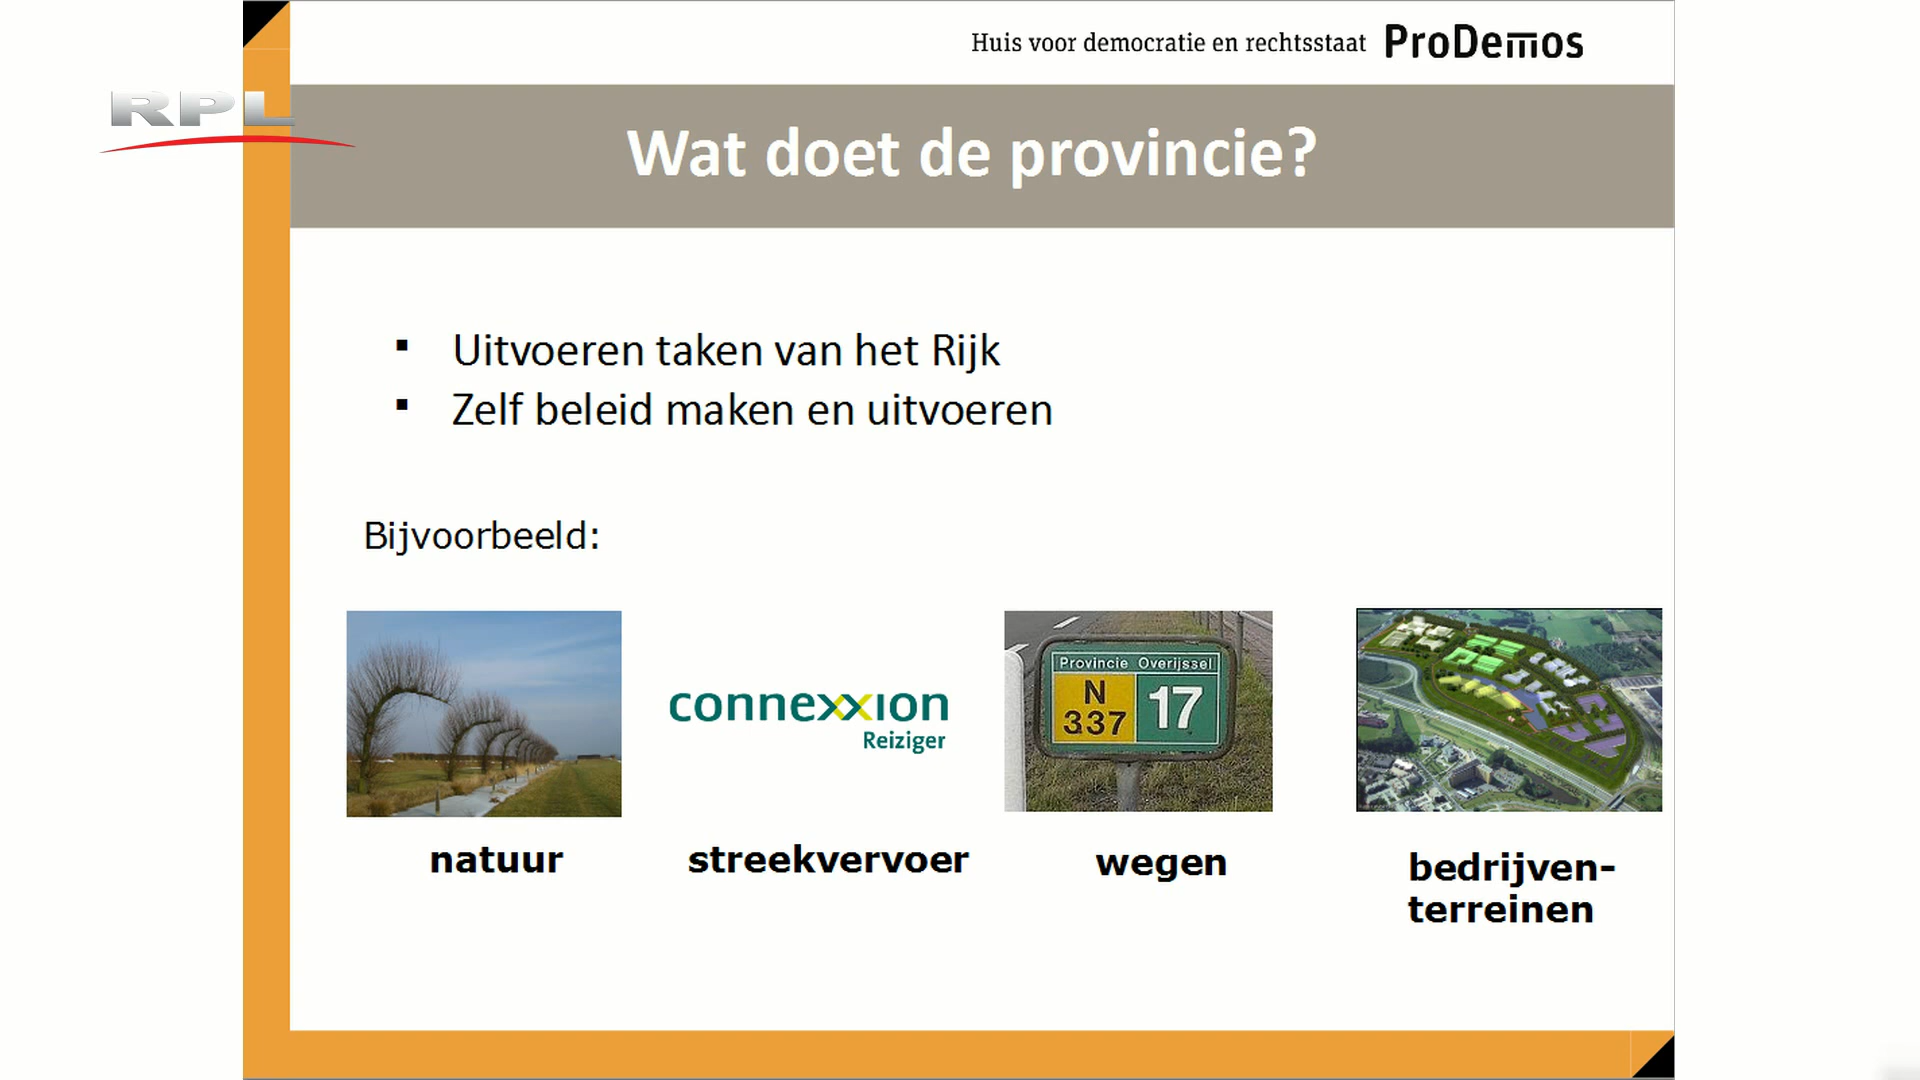 Huis voor democratie en rechtsstaat ProDemos
RPL
Wat doet de provincie?
▪ Uitvoeren taken van het Rijk
▪ Zelf beleid maken en uitvoeren
Bijvoorbeeld:
connexxion
Reiziger
Provincie Overijssel
N
337
17
natuur
streekvervoer
wegen
bedrijven-
terreinen